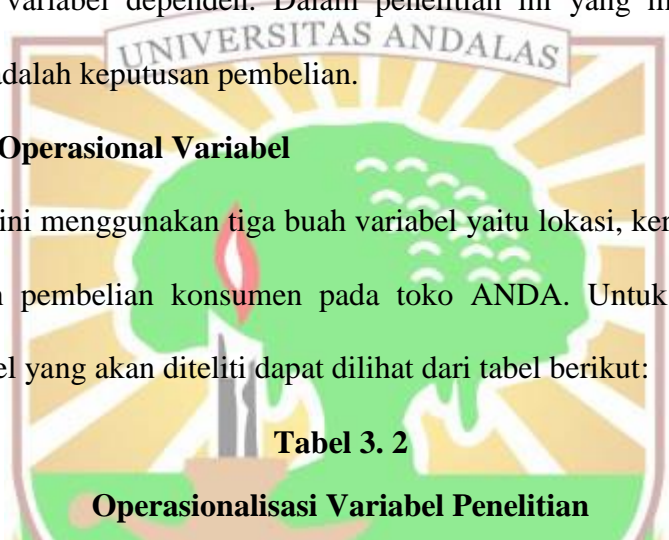 variabel dependen. Dalam penelitian ini yang m
UNIVERSITAS ANDALAS
adalah keputusan pembelian.
Operasional Variabel
ini menggunakan tiga buah variabel yaitu lokasi, ker
pembelian konsumen pada toko ANDA. Untuk
yang akan diteliti dapat dilihat dari tabel berikut:
Tabel 3. 2
Operasionalisasi Variabel Penelitian